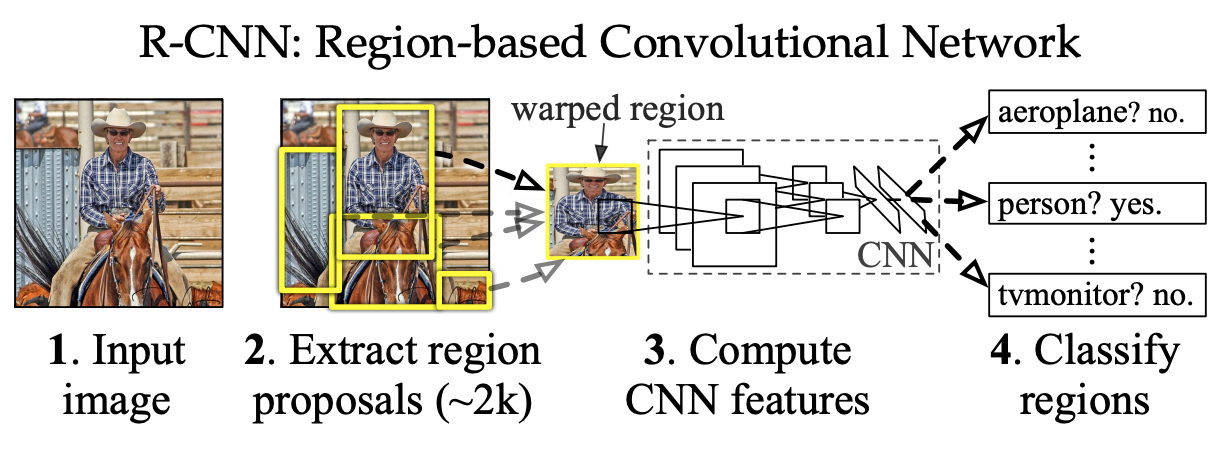 R-CNN: Region-based Convolutional Network
warped region
aeroplane? no.
person? yes.
tvmonitor? no.
CNN
1. Input
image
2. Extract region
proposals (~2k)
3. Compute
CNN features
4. Classify
regions